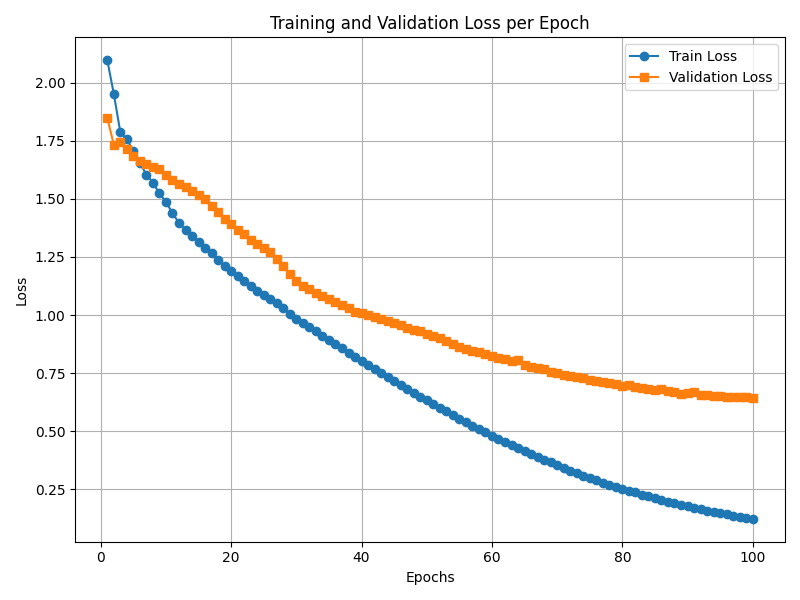 Training and Validation Loss per Epoch
Train Loss
Validation Loss
2.00
1.75
1.50
1.25
1.00
0.75
0.50
0.25
Loss
0 20 40 60 80 100
Epochs